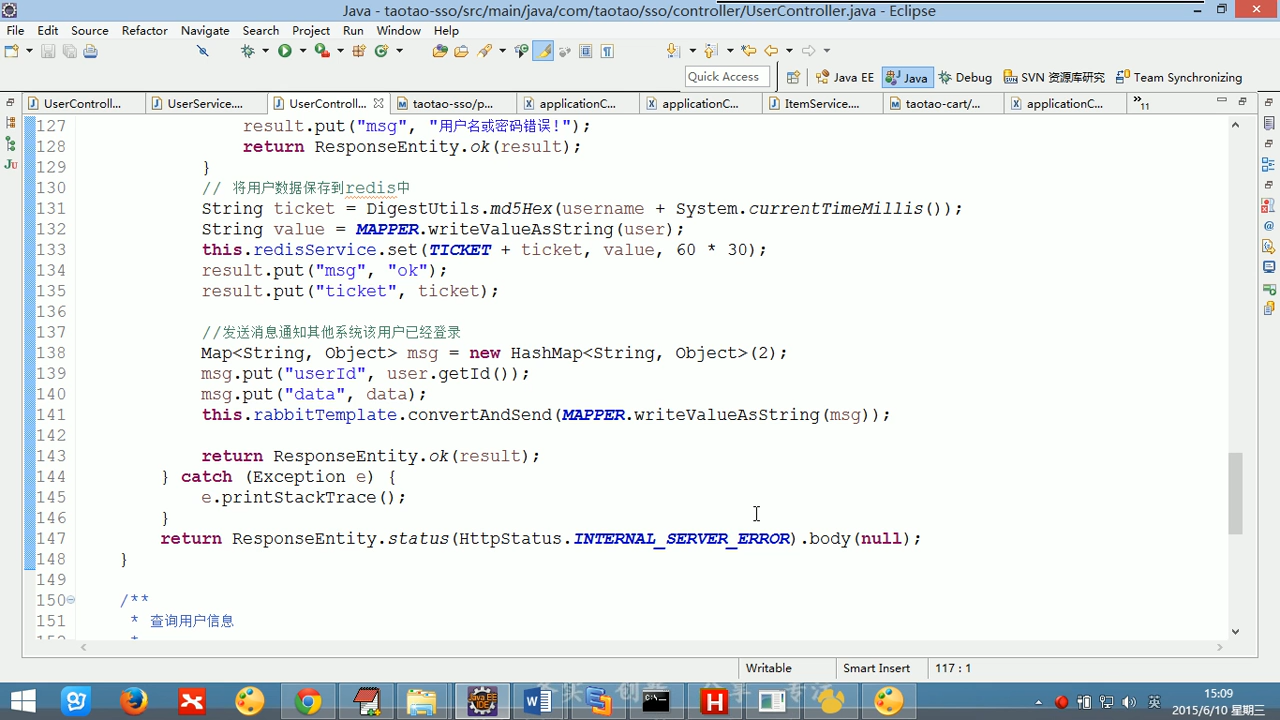 Java - taotao-sso/src/main/java/com/taotao/sso/controller/UserController.java - Eclipse
File Edit Source Refactor Navigate Search Project Run Window Help
Quick Access Java EE Java Debug SVN 资源库研究 Team Synchronizing
UserControll... UserService.... UserControll... taotao-sso/p... applicationC... applicationC... ItemService.... taotao-cart/... applicationC... »11
127 result.put("msg", "用户名或密码错误!");
128 return ResponseEntity.ok(result);
129 }
130 // 将用户数据保存到redis中
131 String ticket = DigestUtils.md5Hex(username + System.currentTimeMillis());
132 String value = MAPPER.writeValueAsString(user);
133 this.redisService.set(TICKET + ticket, value, 60 * 30);
134 result.put("msg", "ok");
135 result.put("ticket", ticket);
136
137 //发送消息通知其他系统该用户已经登录
138 Map<String, Object> msg = new HashMap<String, Object>(2);
139 msg.put("userId", user.getId());
140 msg.put("data", data);
141 this.rabbitTemplate.convertAndSend(MAPPER.writeValueAsString(msg));
142
143 return ResponseEntity.ok(result);
144 } catch (Exception e) {
145 e.printStackTrace();
146 }
147 return ResponseEntity.status(HttpStatus.INTERNAL_SERVER_ERROR).body(null);
148 }
149
150 /**
151 * 查询用户信息
152 *
Writable Smart Insert 117 : 1
英 15:09
2015/6/10 星期三